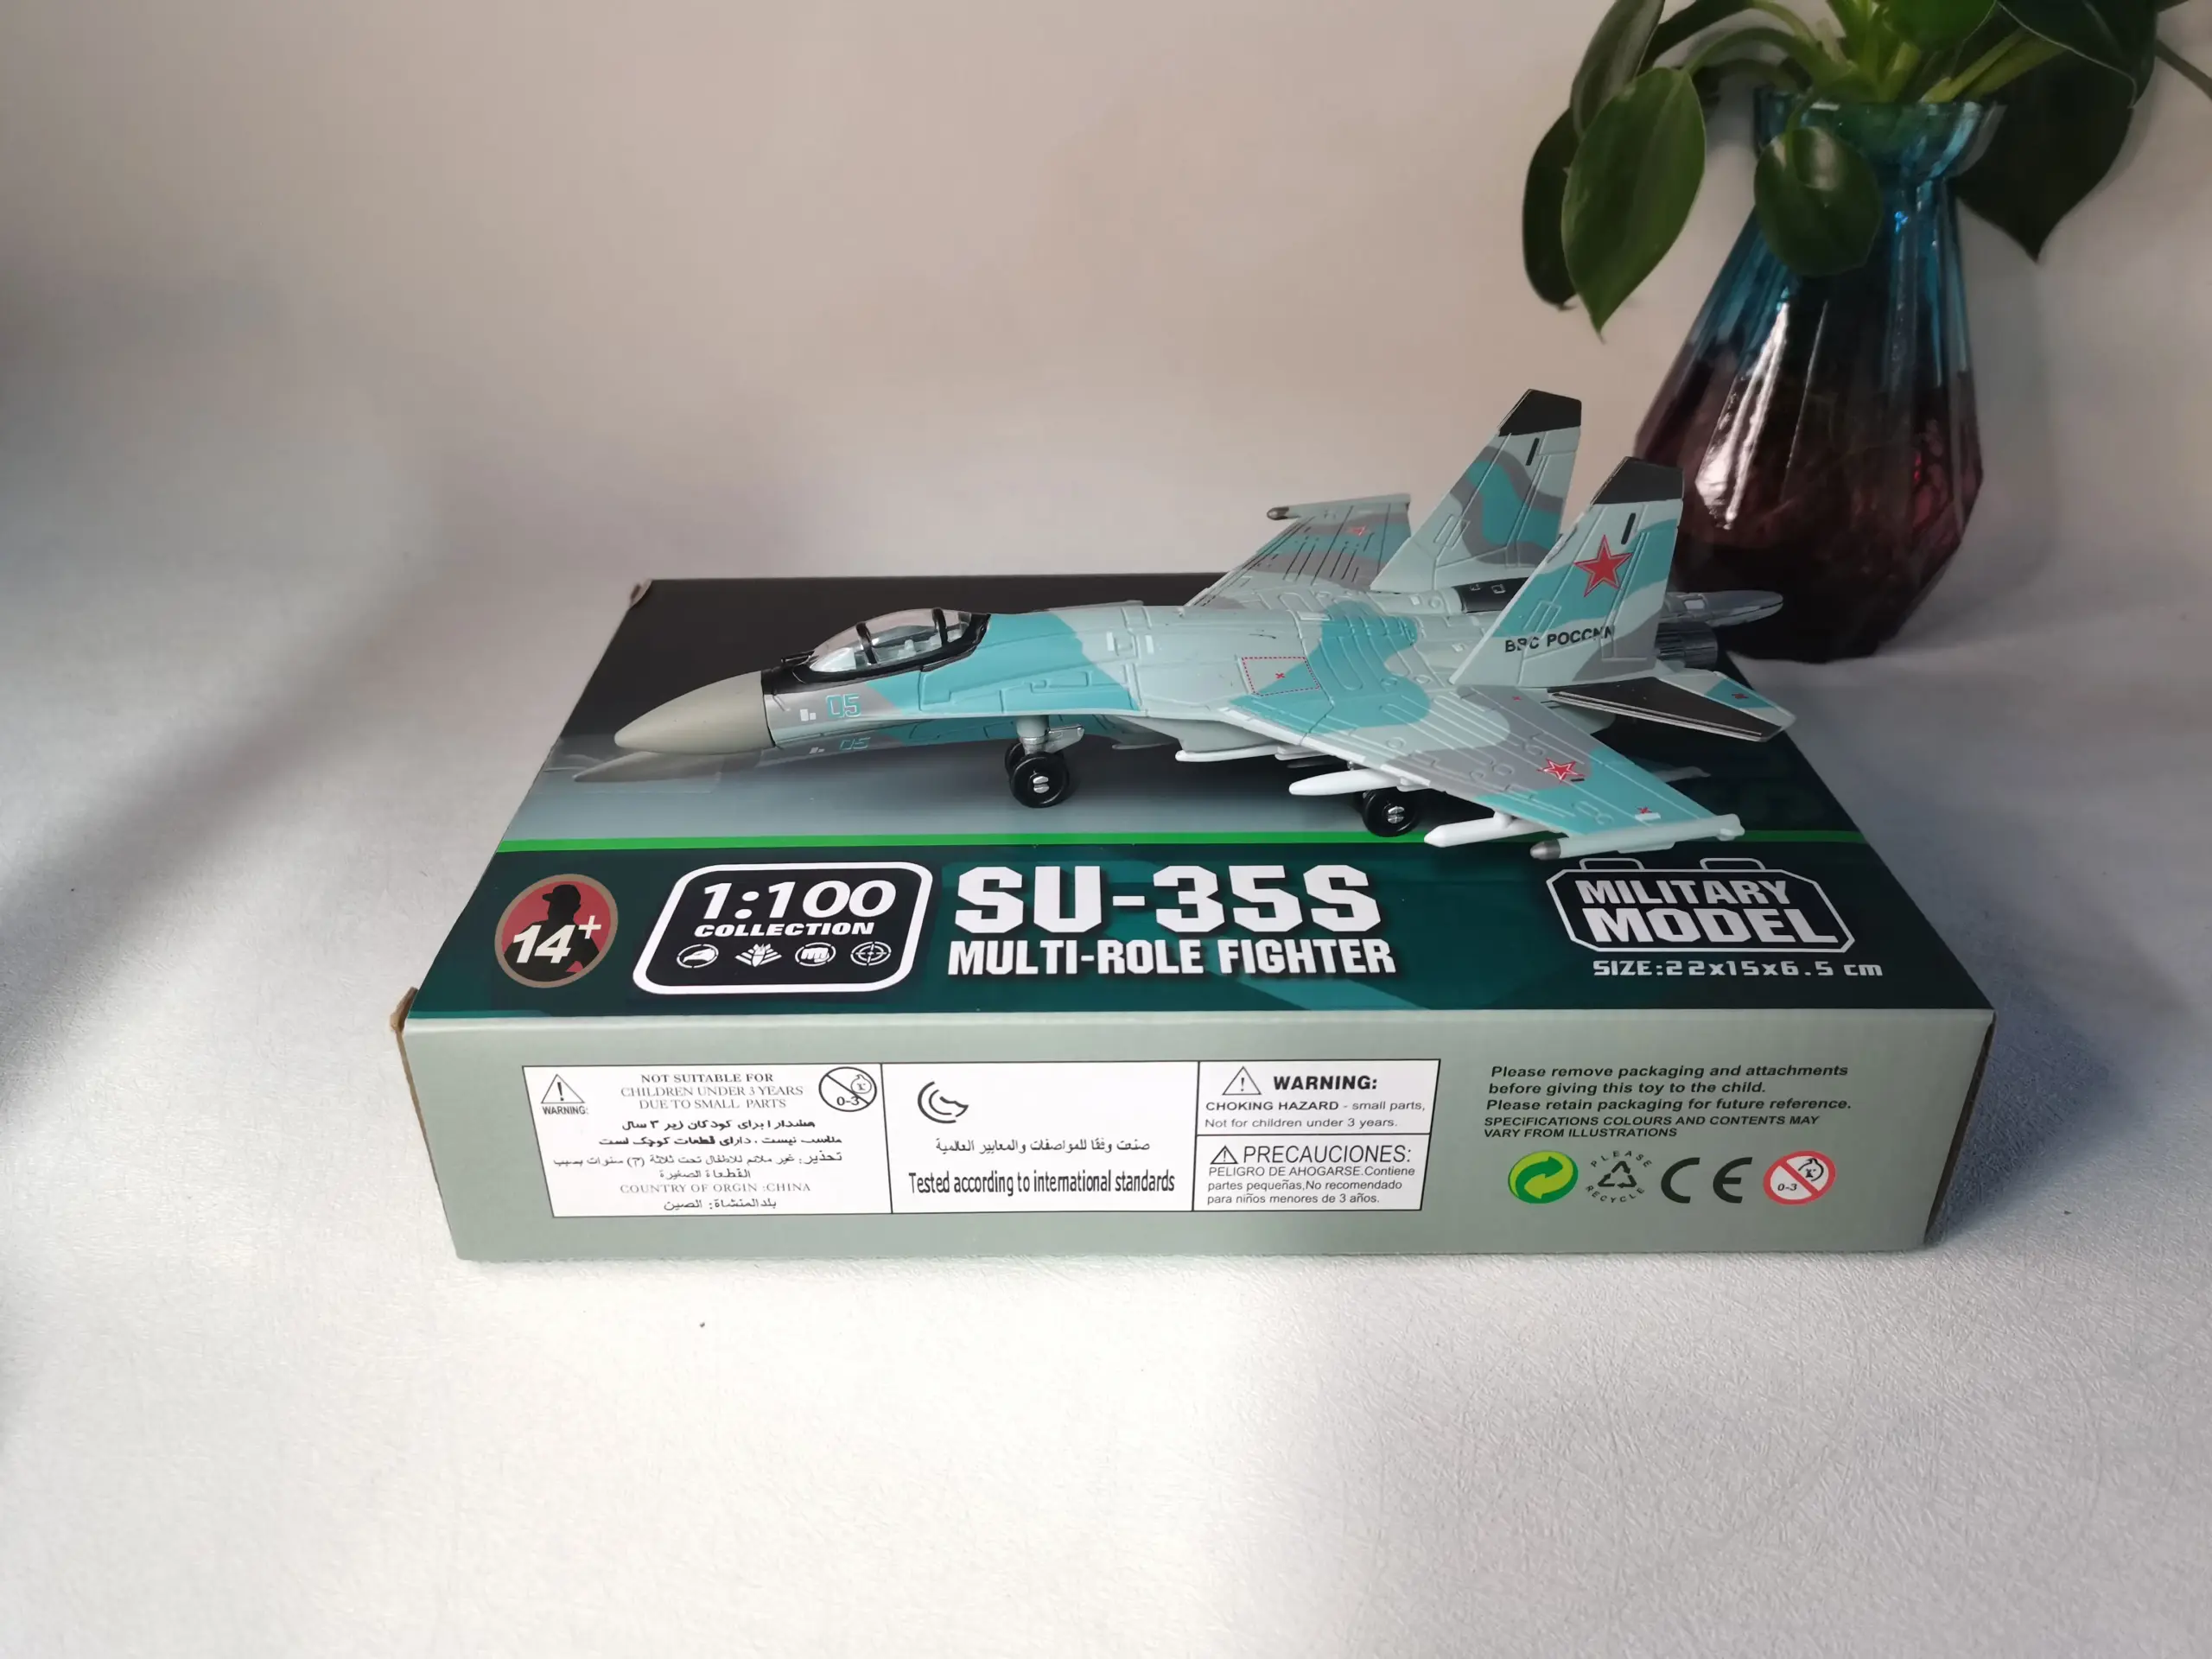 05
05
ВВС РОССИИ
14+
1:100
COLLECTION
SU-35S
MULTI-ROLE FIGHTER
MILITARY
MODEL
SIZE:22x15x6.5 cm
WARNING:
NOT SUITABLE FOR
CHILDREN UNDER 3 YEARS
DUE TO SMALL PARTS
0-3
هشدار ! برای کودکان زیر ۳ سال
مناسب نیست ، دارای قطعات کوچک است
تحذير: غير ملائم للاطفال تحت ثلاثة (٣) سنوات بسبب
القطعاة الصغيرة
COUNTRY OF ORGIN :CHINA
بلد المنشاة: الصين
صنعت وفقا للمواصفات والمعايير العالمية
Tested according to international standards
WARNING:
CHOKING HAZARD - small parts,
Not for children under 3 years.
PRECAUCIONES:
PELIGRO DE AHOGARSE.Contiene
partes pequeñas,No recomendado
para niños menores de 3 años.
Please remove packaging and attachments
before giving this toy to the child.
Please retain packaging for future reference.
SPECIFICATIONS COLOURS AND CONTENTS MAY
VARY FROM ILLUSTRATIONS
PLEASE
RECYCLE
CE
0-3